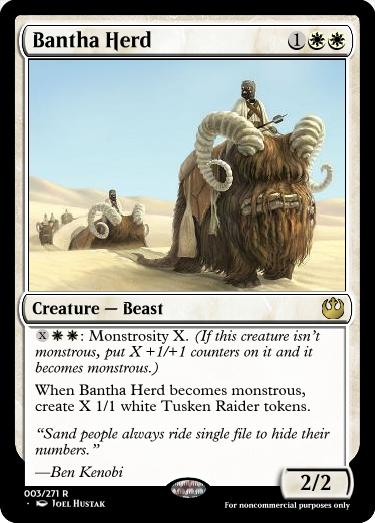 Bantha Herd 1
Creature — Beast
X: Monstrosity X. (If this creature isn't
monstrous, put X +1/+1 counters on it and it
becomes monstrous.)
When Bantha Herd becomes monstrous,
create X 1/1 white Tusken Raider tokens.
"Sand people always ride single file to hide their
numbers."
—Ben Kenobi
2/2
003/271 R
· Joel Hustak
For noncommercial purposes only